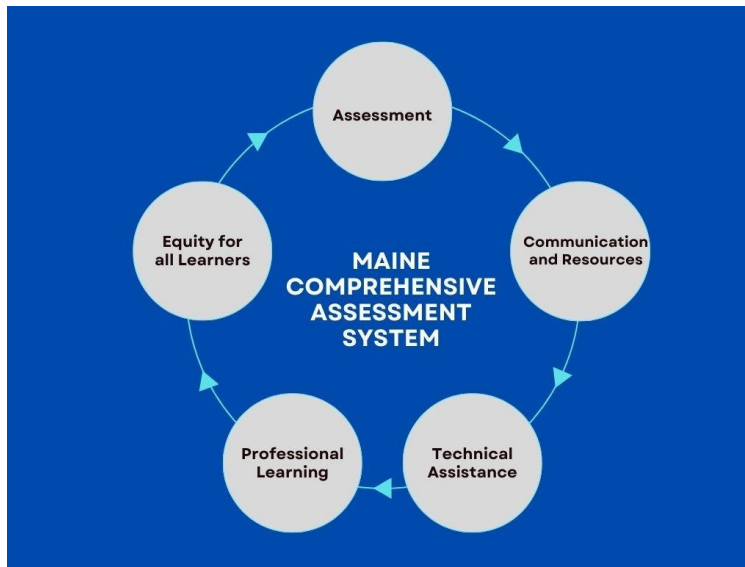 Assessment
Communication
and Resources
Technical
Assistance
Professional
Learning
Equity for
all Learners
MAINE
COMPREHENSIVE
ASSESSMENT
SYSTEM